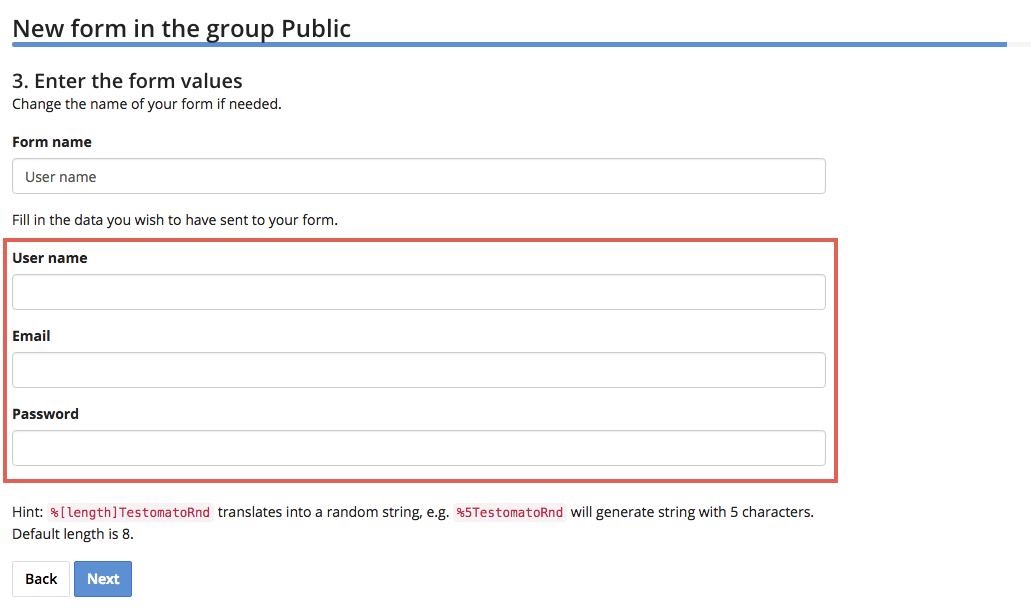 New form in the group Public
3. Enter the form values
Change the name of your form if needed.
Form name
User name
Fill in the data you wish to have sent to your form.
User name
Email
Password
Hint: %[length]TestomatoRnd translates into a random string, e.g. %5TestomatoRnd will generate string with 5 characters.
Default length is 8.
Back Next